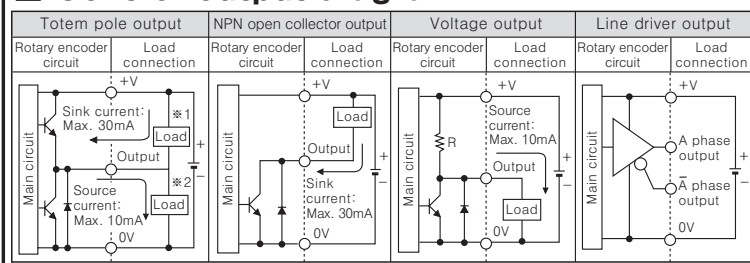 Totem pole output
NPN open collector output
Voltage output
Line driver output
Rotary encoder circuit
Load connection
Rotary encoder circuit
Load connection
Rotary encoder circuit
Load connection
Rotary encoder circuit
Load connection
Main circuit
+V
Sink current:
Max. 30mA
※1
Load
+
Output
−
Source
current:
Max. 10mA
※2
Load
0V
Main circuit
+V
Load
Output
+
−
Sink
current:
Max. 30mA
0V
Main circuit
+V
R
Source
current:
Max. 10mA
Output
+
−
Load
0V
Main circuit
+V
A phase
output
+
−
A̅ phase
output
0V